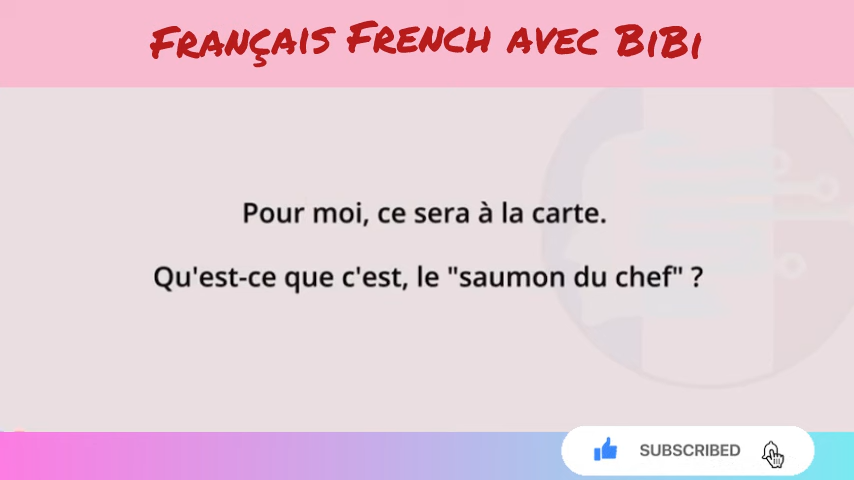 Français French avec BiBi
Pour moi, ce sera à la carte.
Qu'est-ce que c'est, le "saumon du chef" ?
SUBSCRIBED